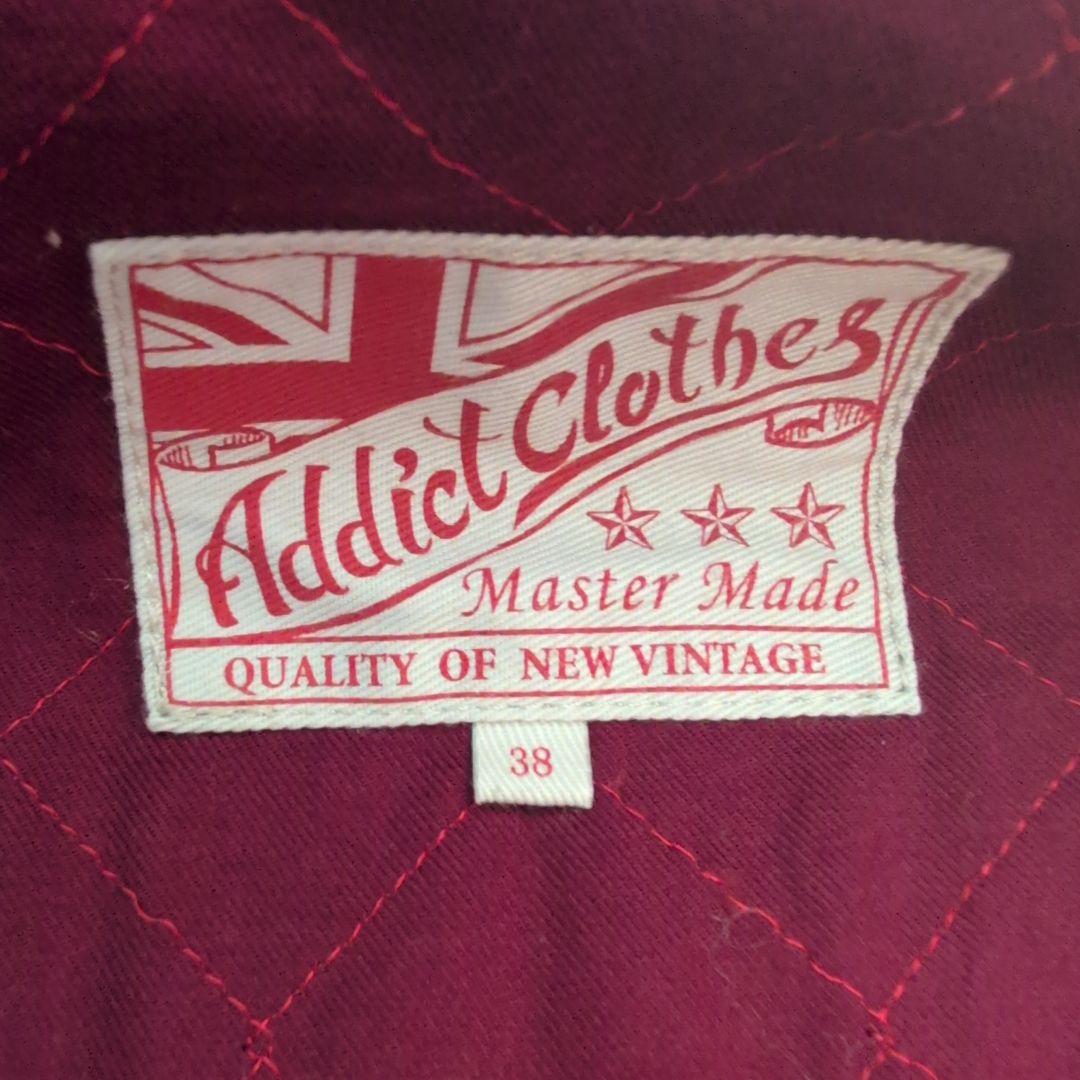 Addict Clothes
Master Made
QUALITY OF NEW VINTAGE
38